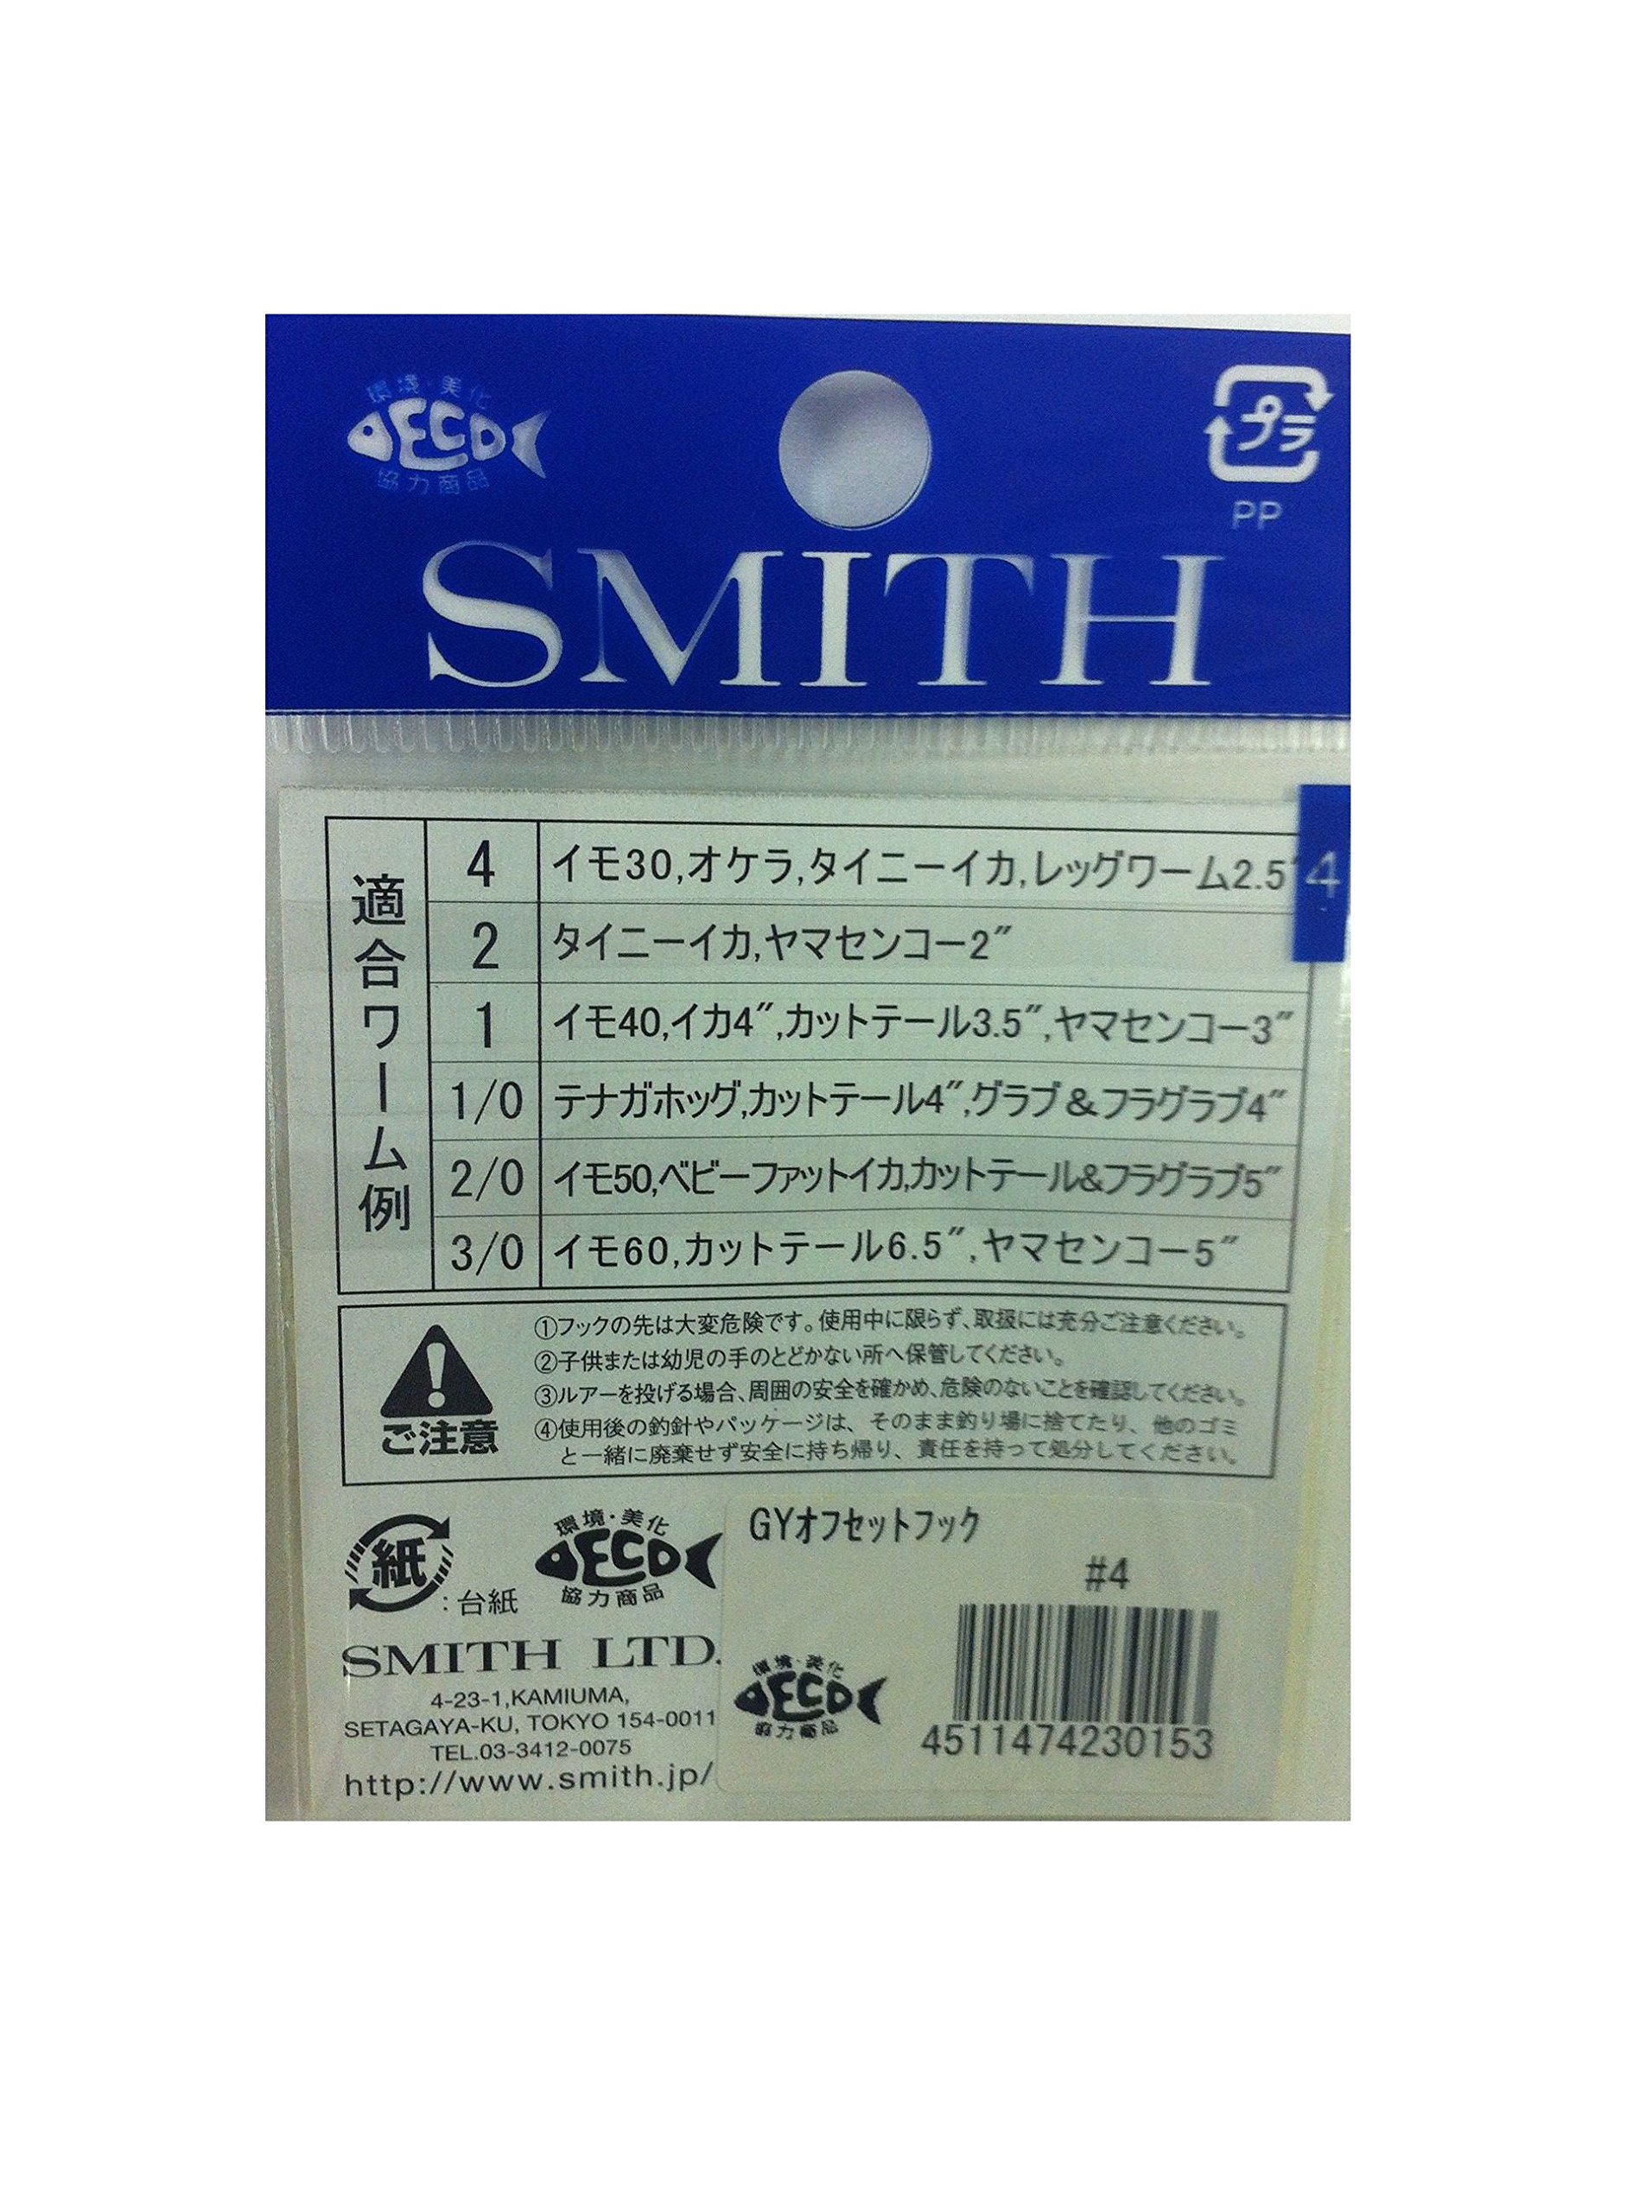 環境・美化
ECO
協力商品
プラ
PP
SMITH
適合ワーム例
4 イモ30,オケラ,タイニーイカ,レッグワーム2.5"
4
2 タイニーイカ,ヤマセンコー2"
1 イモ40,イカ4",カットテール3.5",ヤマセンコー3"
1/0 テナガホッグ,カットテール4",グラブ&フラグラブ4"
2/0 イモ50,ベビーファットイカ,カットテール&フラグラブ5"
3/0 イモ60,カットテール6.5",ヤマセンコー5"
ご注意
①フックの先は大変危険です。使用中に限らず、取扱には充分ご注意ください。
②子供または幼児の手のとどかない所へ保管してください。
③ルアーを投げる場合、周囲の安全を確かめ、危険のないことを確認してください。
④使用後の釣針やパッケージは、そのまま釣り場に捨てたり、他のゴミ
と一緒に廃棄せず安全に持ち帰り、責任を持って処分してください。
紙
:台紙
環境・美化
ECO
協力商品
SMITH LTD.
4-23-1,KAMIUMA,
SETAGAYA-KU, TOKYO 154-0011
TEL.03-3412-0075
http://www.smith.jp/
GYオフセットフック
#4
環境・美化
ECO
協力商品
4511474230153